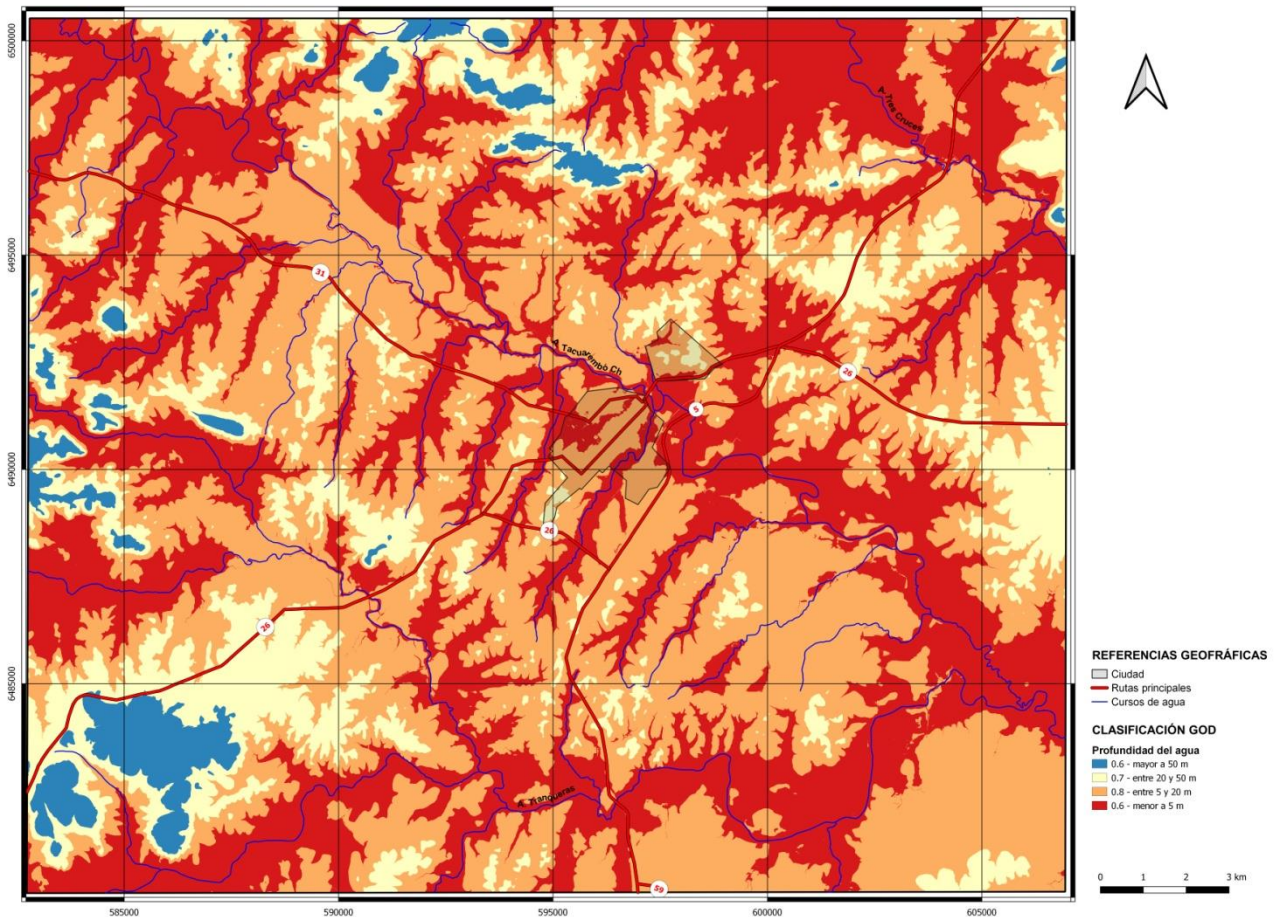 6500000
6495000
6490000
6485000
585000
590000
595000
600000
605000
A. Tres Cruces
31
A Tacuarembó Ch
26
5
26
26
A. Tranqueras
59
REFERENCIAS GEOFRÁFICAS
Ciudad
Rutas principales
Cursos de agua
CLASIFICACIÓN GOD
Profundidad del agua
0.6 - mayor a 50 m
0.7 - entre 20 y 50 m
0.8 - entre 5 y 20 m
0.6 - menor a 5 m
0 1 2 3 km